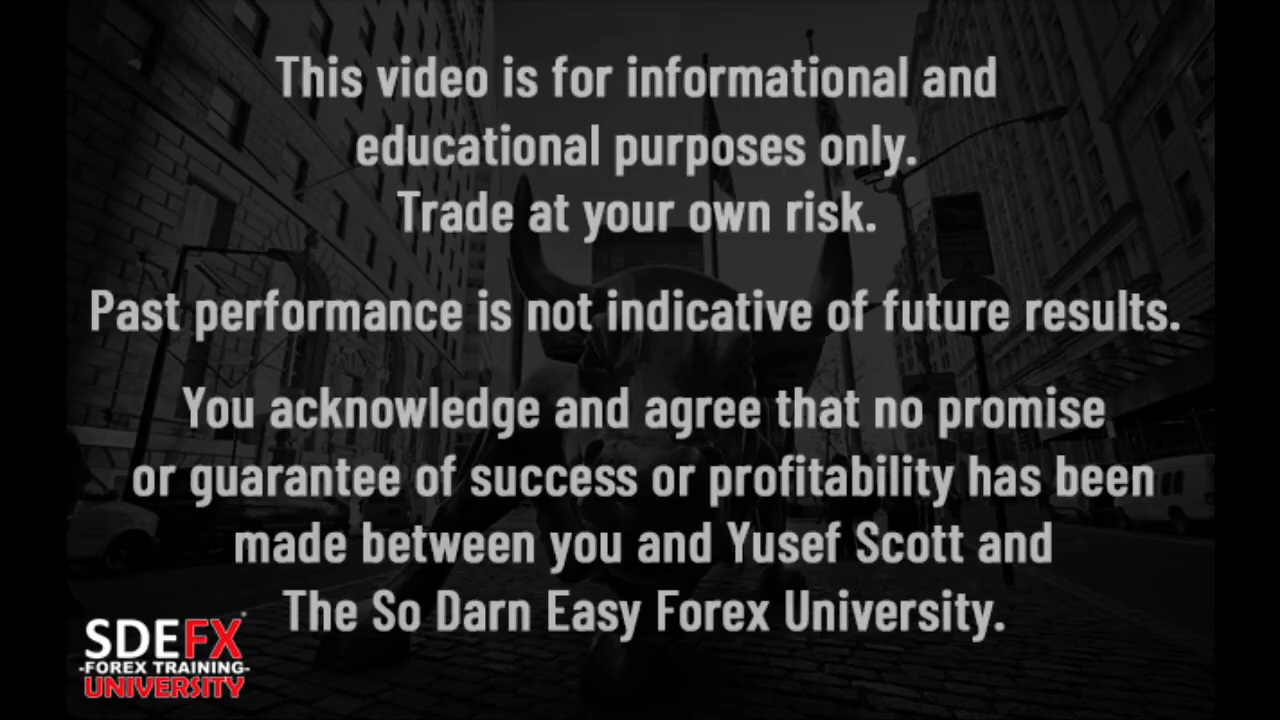 This video is for informational and
educational purposes only.
Trade at your own risk.
Past performance is not indicative of future results.
You acknowledge and agree that no promise
or guarantee of success or profitability has been
made between you and Yusef Scott and
The So Darn Easy Forex University.
SDEFX
-FOREX TRAINING-
UNIVERSITY